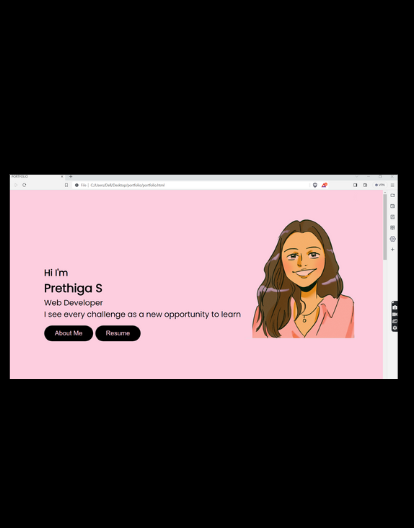 Hi I'm
Prethiga S
Web Developer
I see every challenge as a new opportunity to learn
About Me
Resume